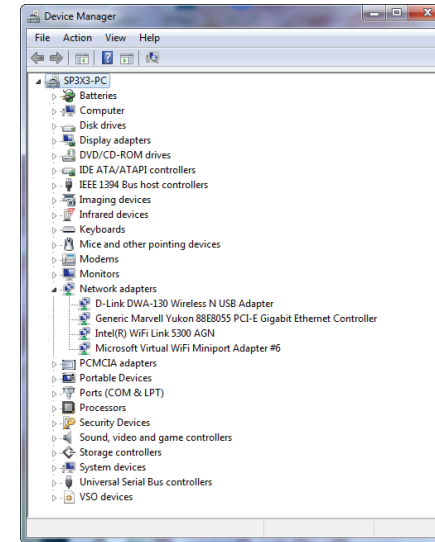 Device Manager
File Action View Help
SP3X3-PC
Batteries
Computer
Disk drives
Display adapters
DVD/CD-ROM drives
IDE ATA/ATAPI controllers
IEEE 1394 Bus host controllers
Imaging devices
Infrared devices
Keyboards
Mice and other pointing devices
Modems
Monitors
Network adapters
D-Link DWA-130 Wireless N USB Adapter
Generic Marvell Yukon 88E8055 PCI-E Gigabit Ethernet Controller
Intel(R) WiFi Link 5300 AGN
Microsoft Virtual WiFi Miniport Adapter #6
PCMCIA adapters
Portable Devices
Ports (COM & LPT)
Processors
Security Devices
Sound, video and game controllers
Storage controllers
System devices
Universal Serial Bus controllers
VSO devices